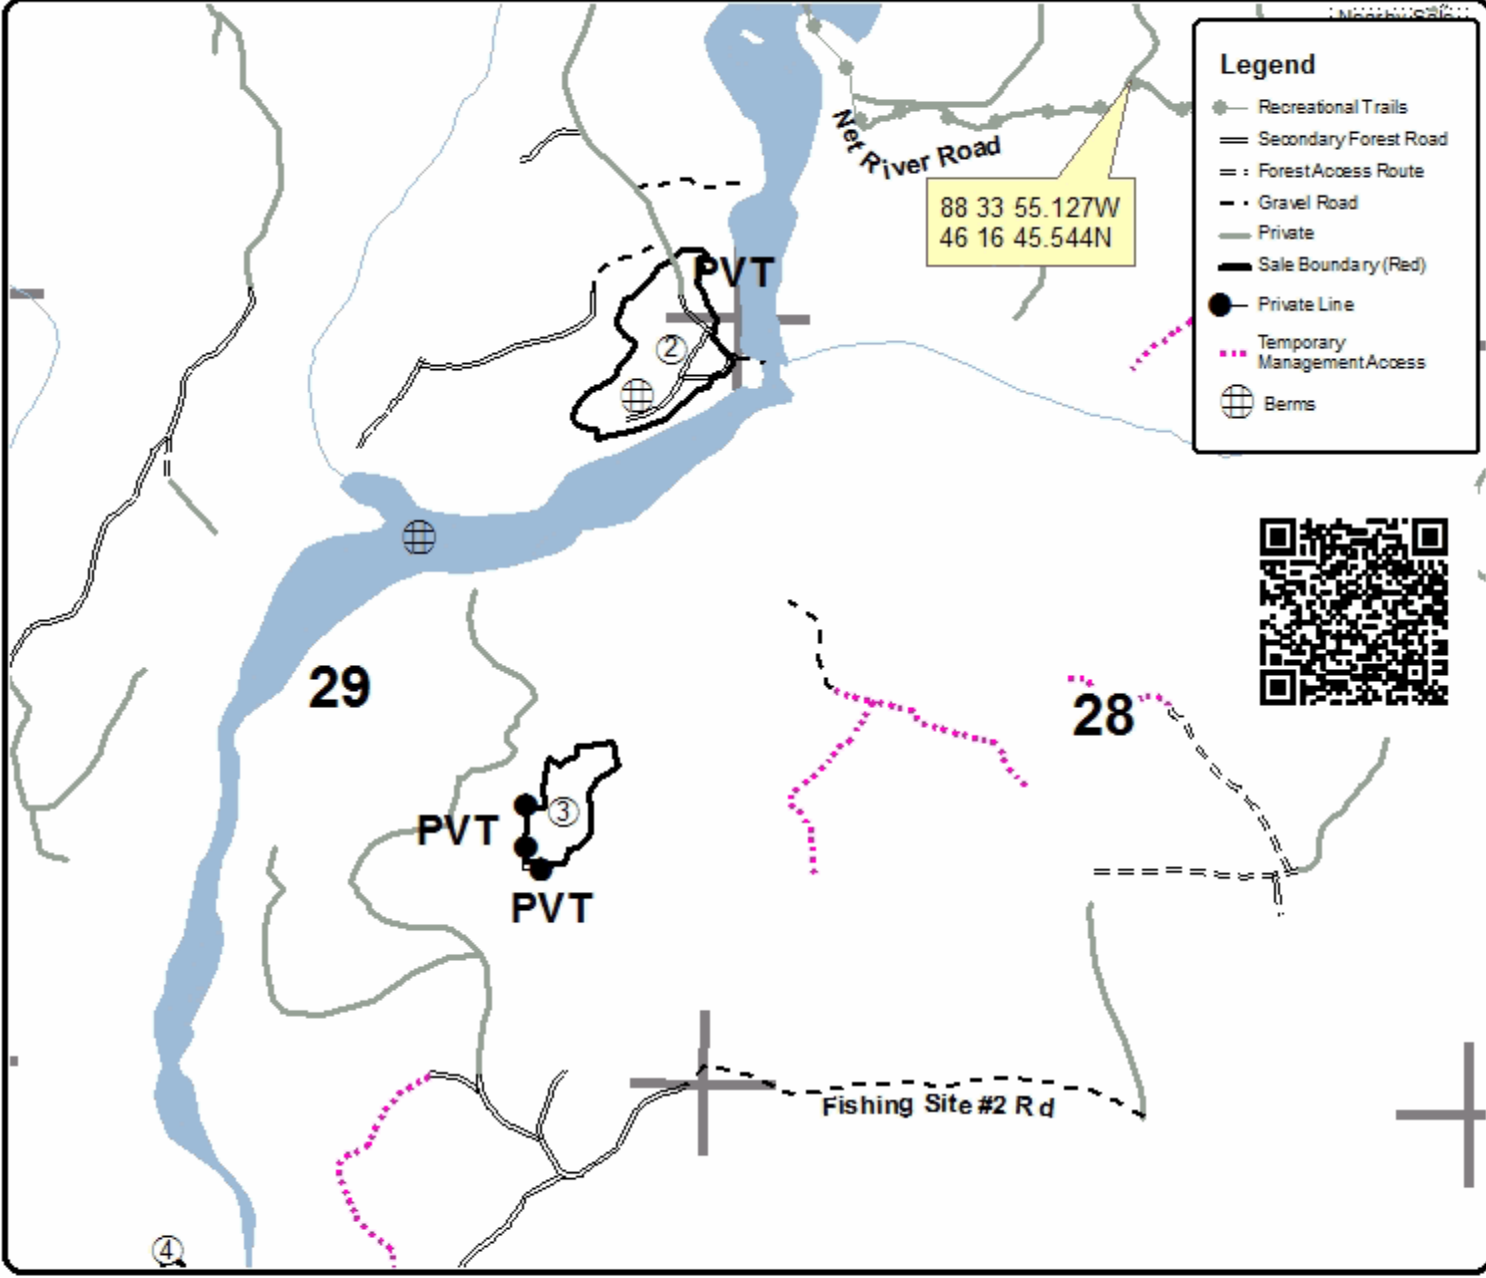 Nearby Sale
Legend
Recreational Trails
Secondary Forest Road
Forest Access Route
Gravel Road
Private
Sale Boundary (Red)
Private Line
Temporary
Management Access
Berms
Net River Road
88 33 55.127W
46 16 45.544N
PVT
2
29
28
3
PVT
PVT
Fishing Site #2 Rd
4